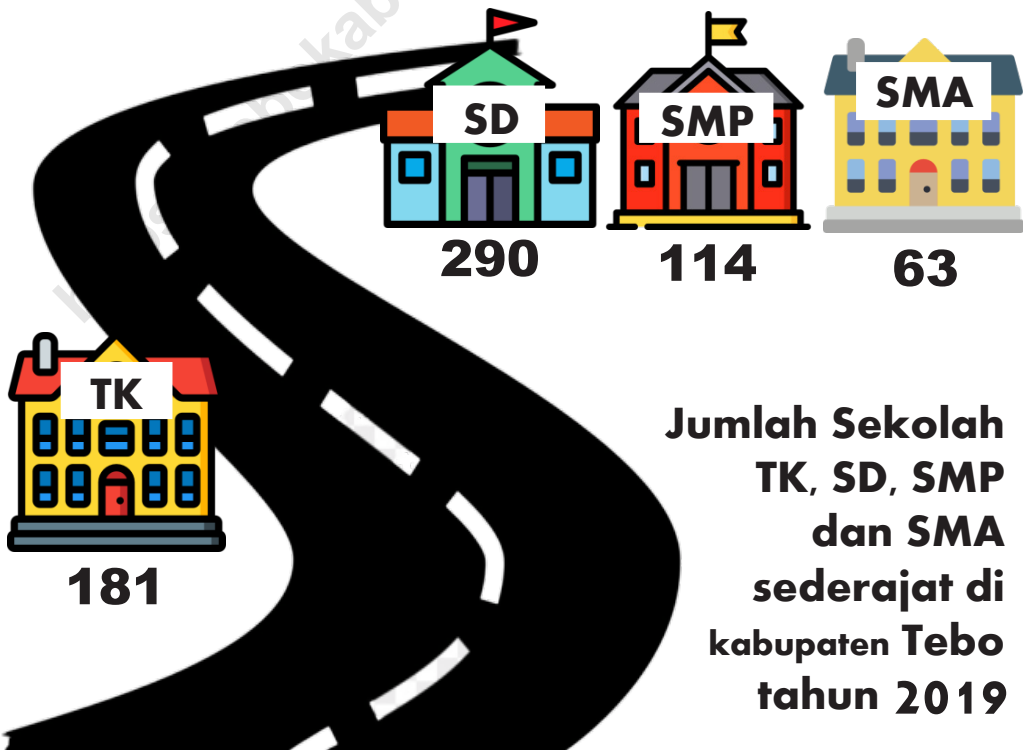 SD
290
SMP
114
SMA
63
TK
181
Jumlah Sekolah
TK, SD, SMP
dan SMA
sederajat di
kabupaten Tebo
tahun 2019